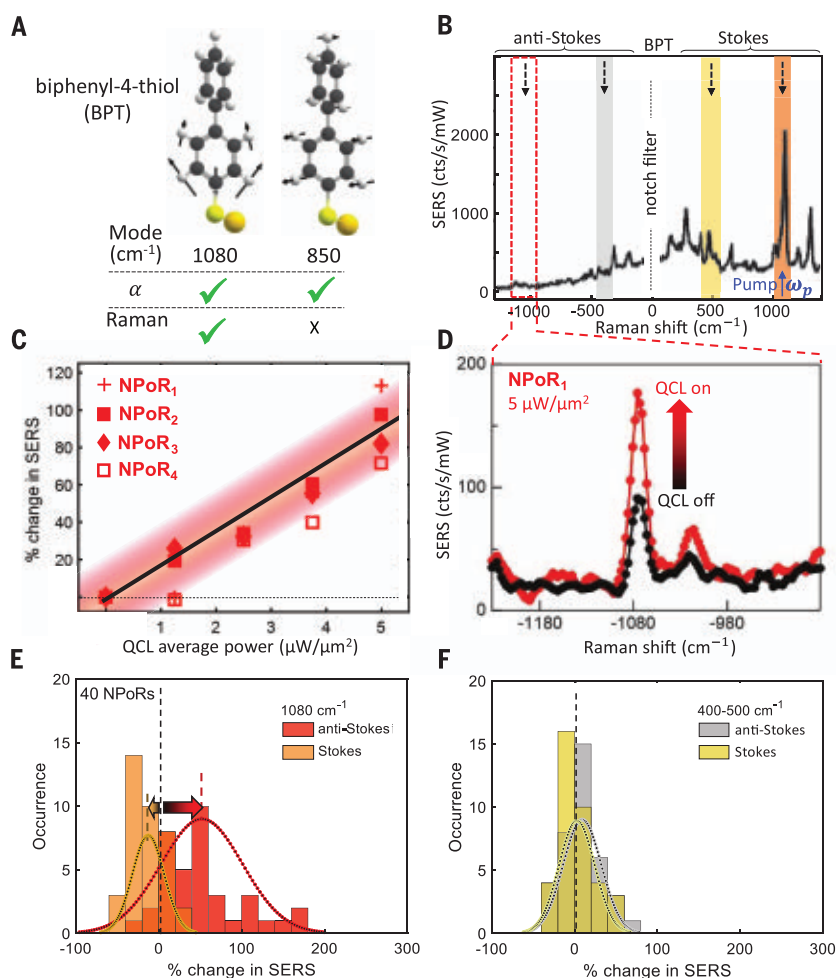 A
biphenyl-4-thiol
(BPT)
Mode
(cm-1)
1080
850
α
Raman
x
B
anti-Stokes
BPT
Stokes
SERS (cts/s/mW)
2000
1000
0
notch filter
Pump
ωp
-1000
-500
0
500
1000
Raman shift (cm-1)
C
% change in SERS
120
100
80
60
40
20
NPoR1
NPoR2
NPoR3
NPoR4
0
1
2
3
4
5
QCL average power (μW/μm2)
D
SERS (cts/s/mW)
200
100
0
NPoR1
5 μW/μm2
QCL on
QCL off
-1180
-1080
-980
Raman shift (cm-1)
E
Occurrence
20
15
10
5
0
40 NPoRs
1080 cm-1
anti-Stokes
Stokes
-100
0
100
200
300
% change in SERS
F
Occurrence
20
15
10
5
0
400-500 cm-1
anti-Stokes
Stokes
-100
0
100
200
300
% change in SERS